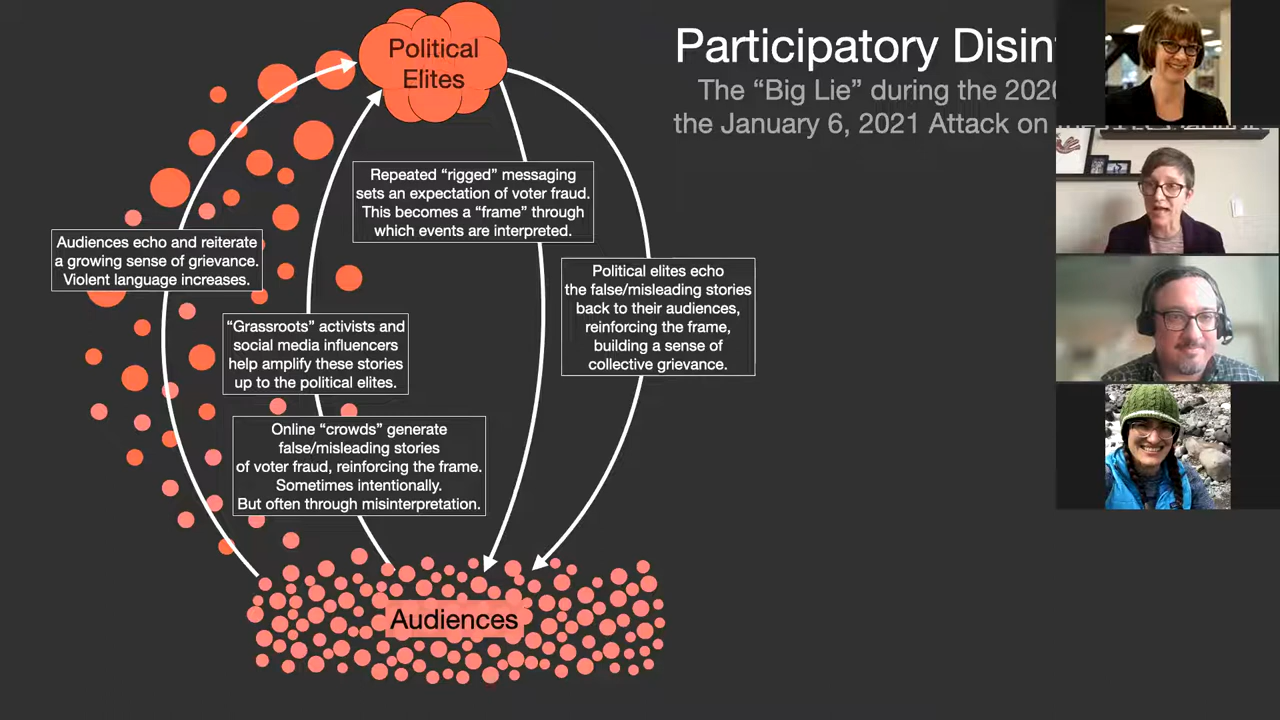 Political
Elites
Participatory
The "Big Lie" during the
the January 6, 2021 Attack on
Repeated "rigged" messaging
sets an expectation of voter fraud.
This becomes a "frame" through
which events are interpreted.
Audiences echo and reiterate
a growing sense of grievance.
Violent language increases.
Political elites echo
the false/misleading stories
back to their audiences,
reinforcing the frame,
building a sense of
collective grievance.
"Grassroots" activists and
social media influencers
help amplify these stories
up to the political elites.
Online "crowds" generate
false/misleading stories
of voter fraud, reinforcing the frame.
Sometimes intentionally.
But often through misinterpretation.
Audiences